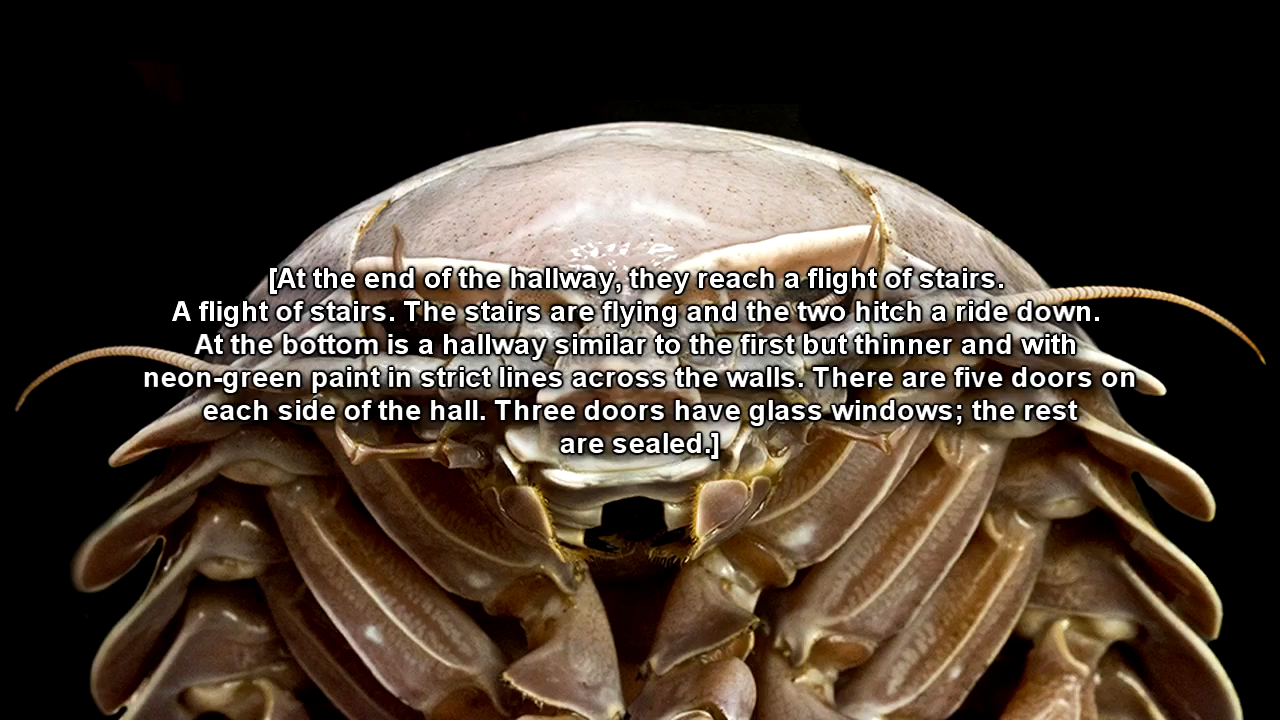 [At the end of the hallway, they reach a flight of stairs.
A flight of stairs. The stairs are flying and the two hitch a ride down.
At the bottom is a hallway similar to the first but thinner and with
neon-green paint in strict lines across the walls. There are five doors on
each side of the hall. Three doors have glass windows; the rest
are sealed.]